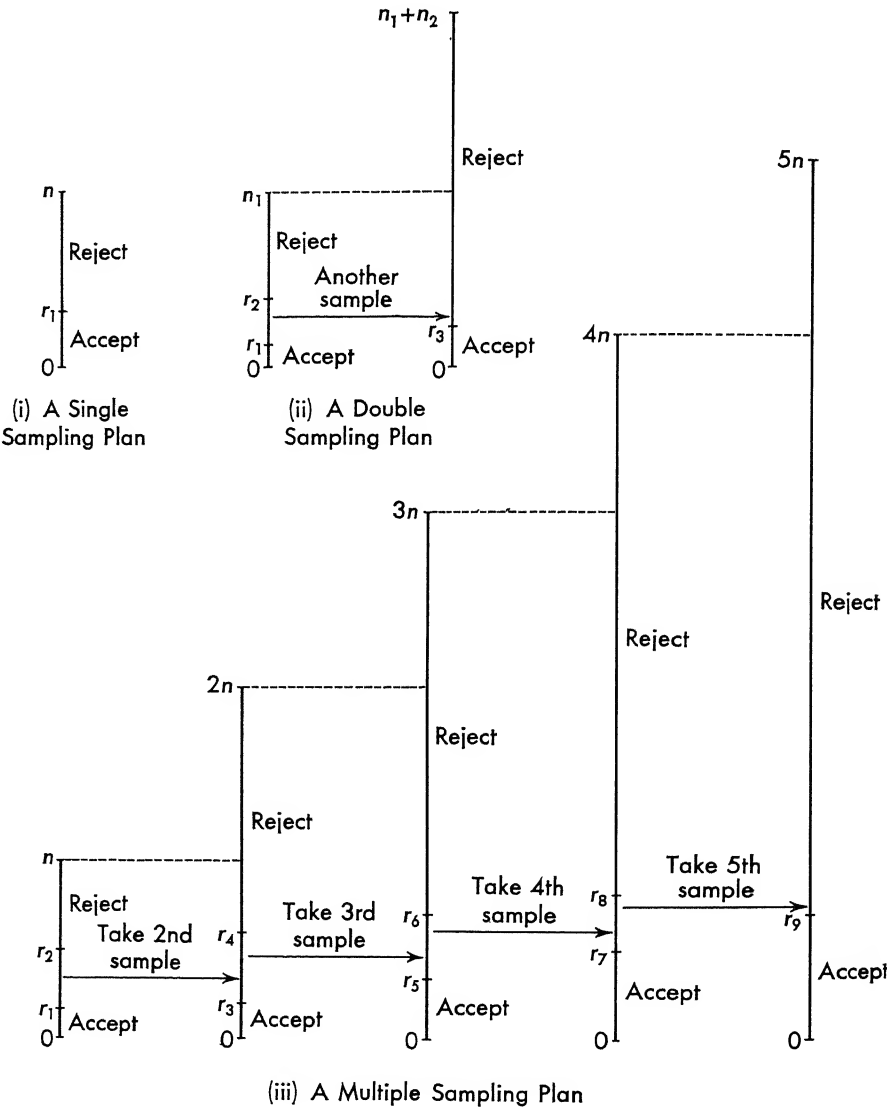 n
Reject
r1
Accept
0
(i) A Single
Sampling Plan
n1+n2
Reject
n1
Reject
Another
sample
r2
r1
Accept
0
r3
Accept
0
(ii) A Double
Sampling Plan
n
Reject
r2
Take 2nd
sample
r1
Accept
0
2n
Reject
r4
Take 3rd
sample
r3
Accept
0
3n
Reject
r6
Take 4th
sample
r5
Accept
0
4n
Reject
r8
Take 5th
sample
r7
Accept
0
5n
Reject
r9
Accept
0
(iii) A Multiple Sampling Plan